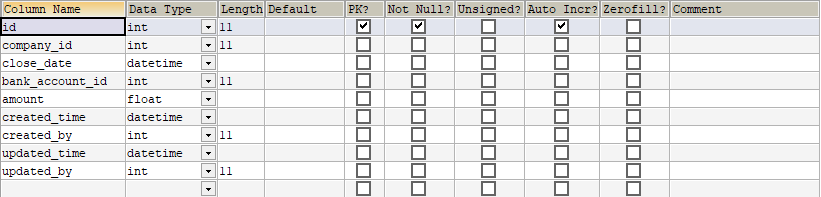 Column Name Data Type Length Default PK? Not Null? Unsigned? Auto Incr? Zerofill? Comment
id int 11
company_id int 11
close_date datetime
bank_account_id int 11
amount float
created_time datetime
created_by int 11
updated_time datetime
updated_by int 11